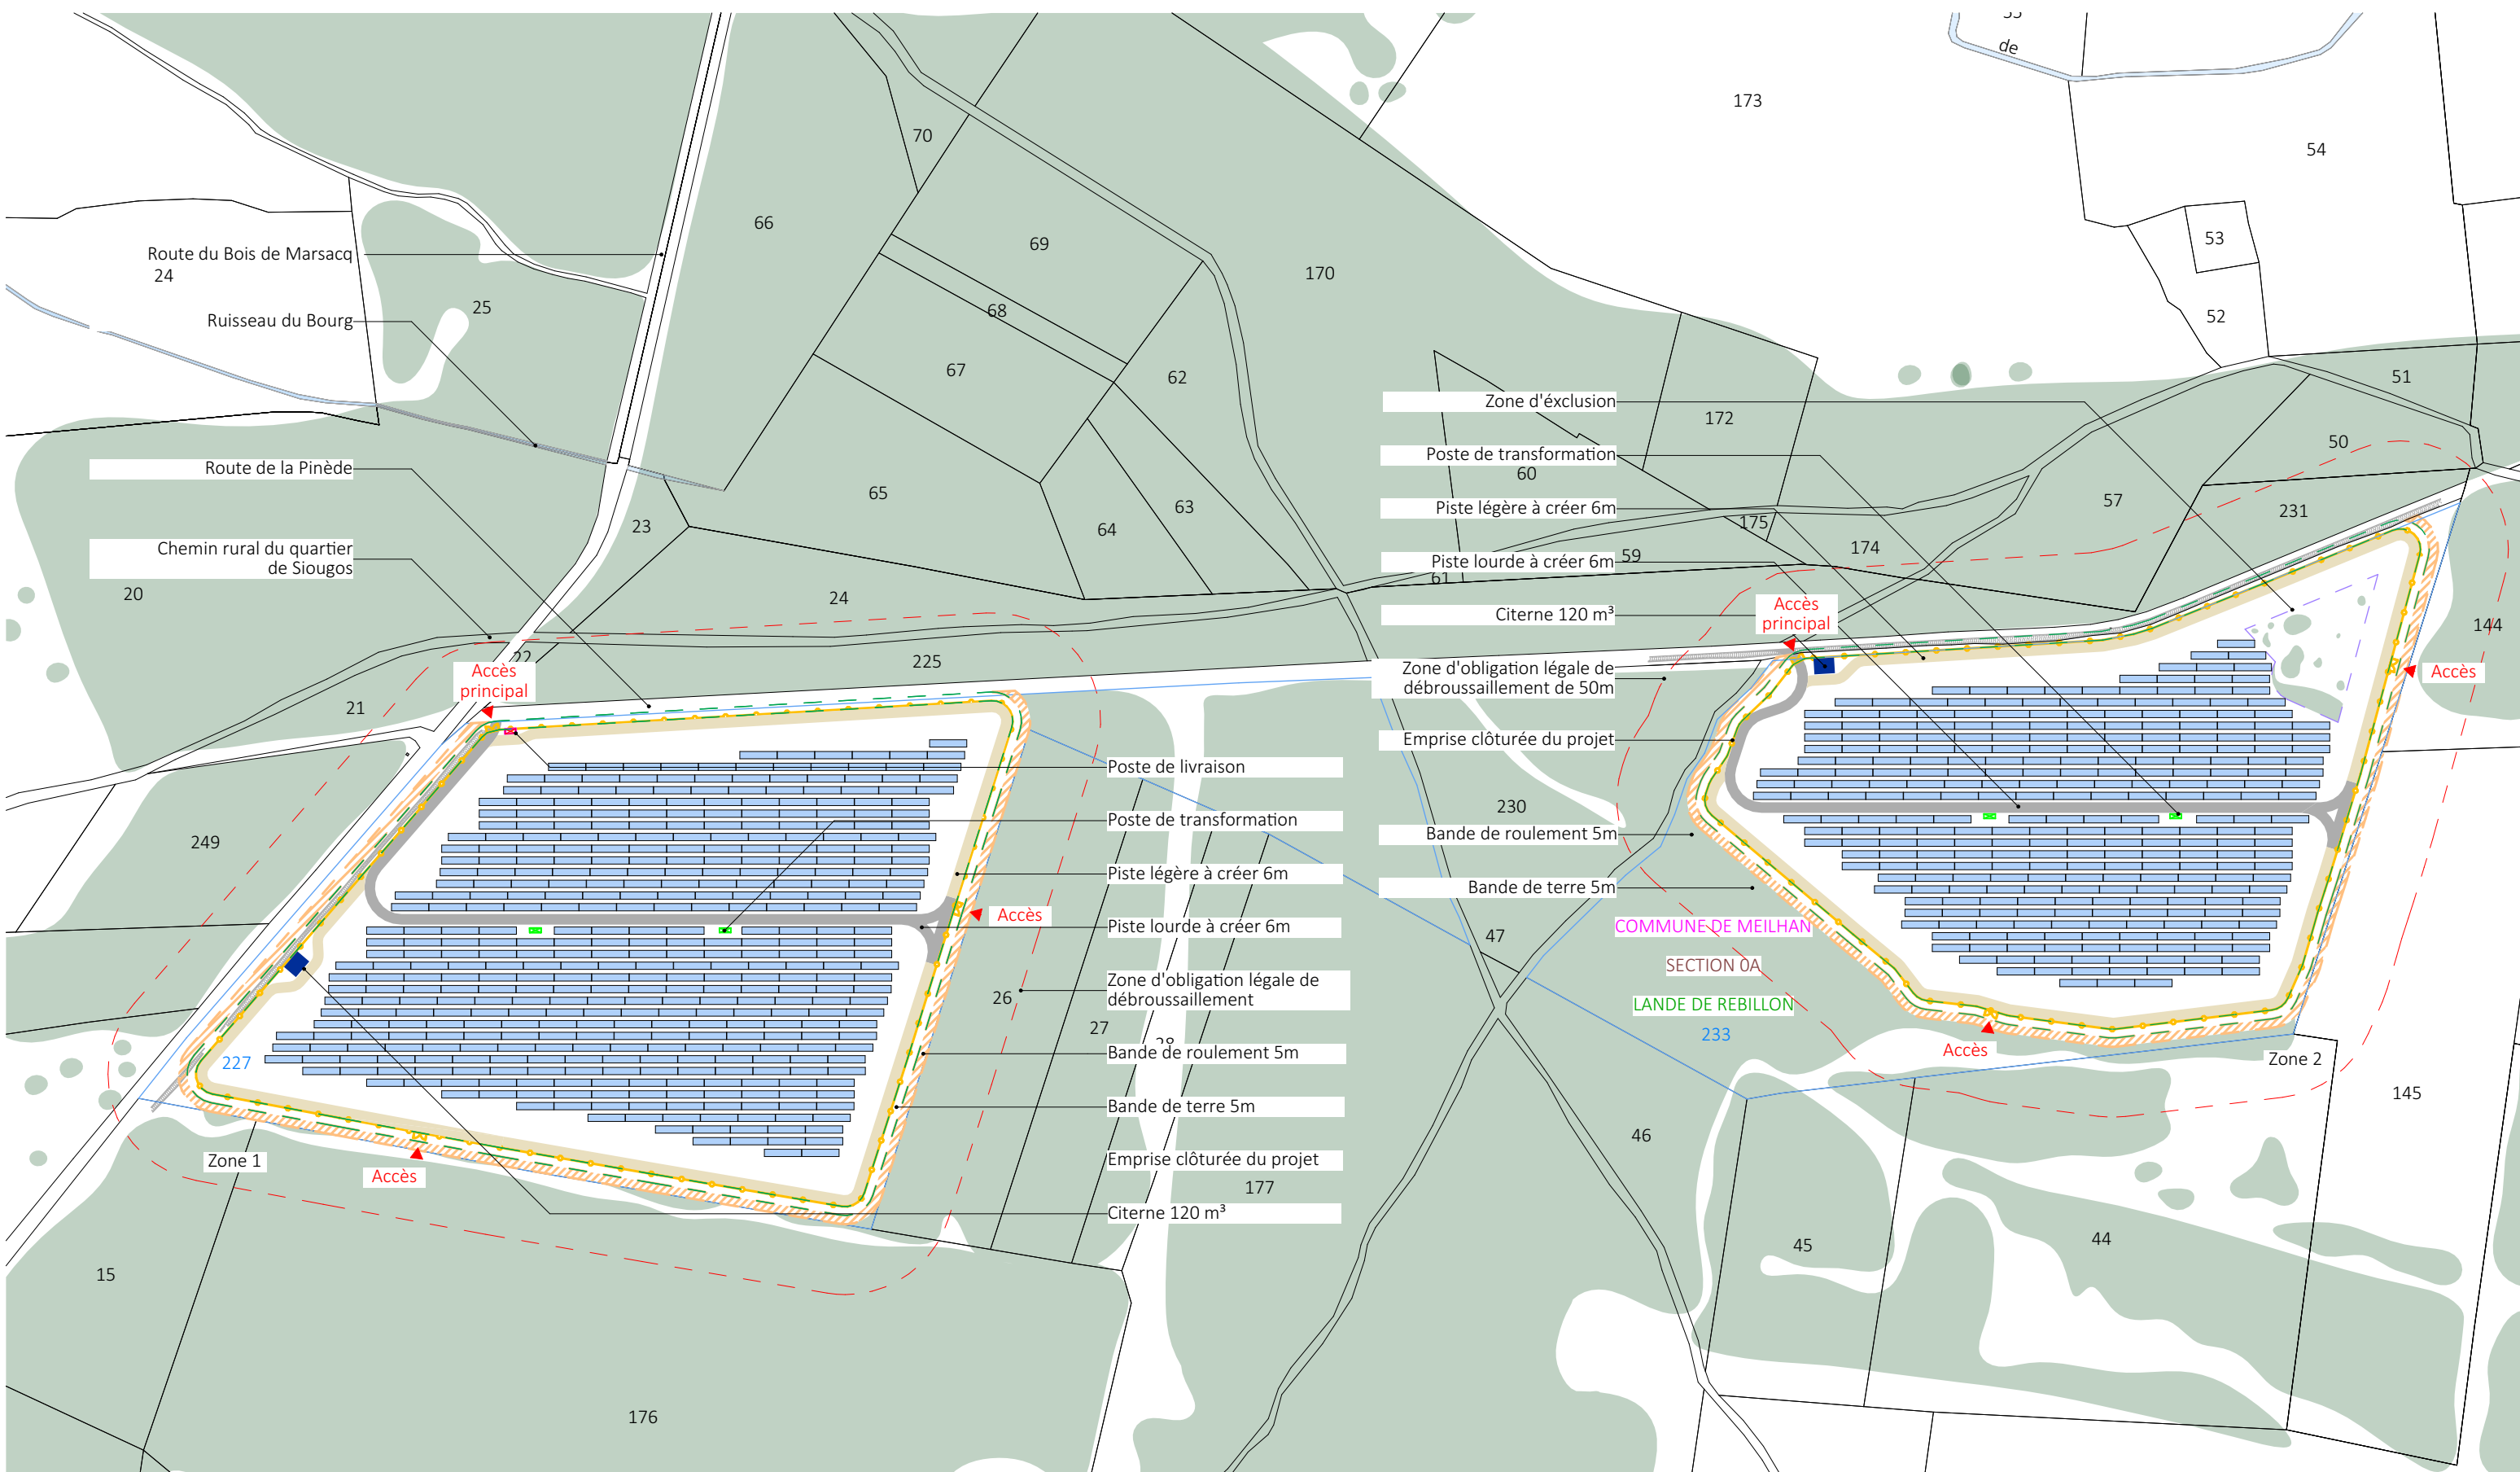 55
de
173
54
70
66
69
53
Route du Bois de Marsacq
24
170
25
68
52
Ruisseau du Bourg
67
62
51
Zone d'éxclusion
172
50
Poste de transformation
Route de la Pinède
60
65
57
63
Piste légère à créer 6m
231
23
64
175
174
Chemin rural du quartier
de Siougos
59
Piste lourde à créer 6m
61
20
24
Accès
principal
Citerne 120 m³
144
22
225
Accès
principal
Zone d'obligation légale de
débroussaillement de 50m
Accès
21
Emprise clôturée du projet
Poste de livraison
230
Poste de transformation
Bande de roulement 5m
249
Piste légère à créer 6m
Bande de terre 5m
Accès
Piste lourde à créer 6m
COMMUNE DE MEILHAN
47
SECTION 0A
Zone d'obligation légale de
débroussaillement
26
LANDE DE REBILLON
27
28
233
Bande de roulement 5m
Accès
Zone 2
227
145
Bande de terre 5m
46
Zone 1
Emprise clôturée du projet
Accès
177
Citerne 120 m³
44
45
15
176